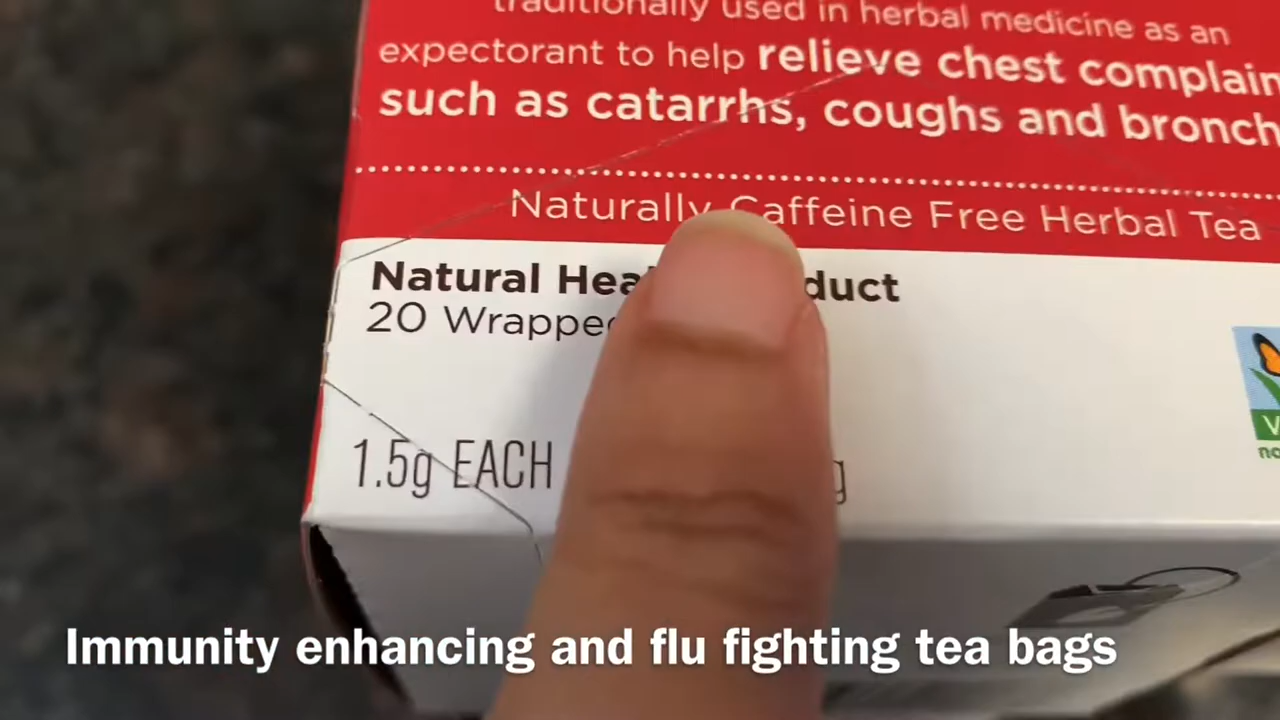 traditionally used in herbal medicine as an
expectorant to help relieve chest complain
such as catarrhs, coughs and bronch
Naturally Caffeine Free Herbal Tea
Natural Hea duct
20 Wrapped
1.5g EACH g
V
no
Immunity enhancing and flu fighting tea bags